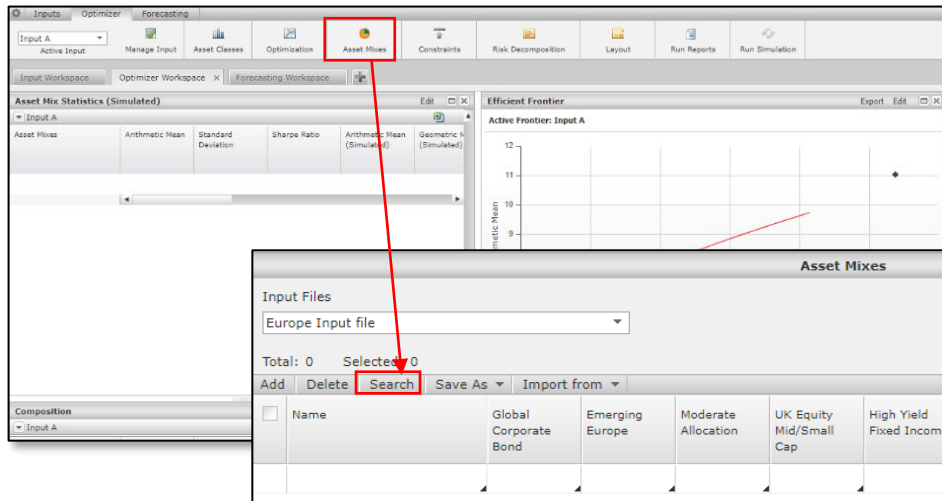 Inputs Optimizer Forecasting
Input A
Active Input
Manage Input
Asset Classes
Optimization
Asset Mixes
Constraints
Risk Decomposition
Layout
Run Reports
Run Simulation
Input Workspace Optimizer Workspace X Forecasting Workspace
Asset Mix Statistics (Simulated) Edit
Input A
Asset Mixes
Arithmetic Mean
Standard
Deviation
Sharpe Ratio
Arithmetic Mean
(Simulated)
Geometric M
(Simulated)
Efficient Frontier Export Edit
Active Frontier: Input A
12
11
10
9
metic Mean
Composition
Input A
Asset Mixes
Input Files
Europe Input file
Total: 0 Selected: 0
Add Delete Search Save As Import from
Name
Global
Corporate
Bond
Emerging
Europe
Moderate
Allocation
UK Equity
Mid/Small
Cap
High Yield
Fixed Incom